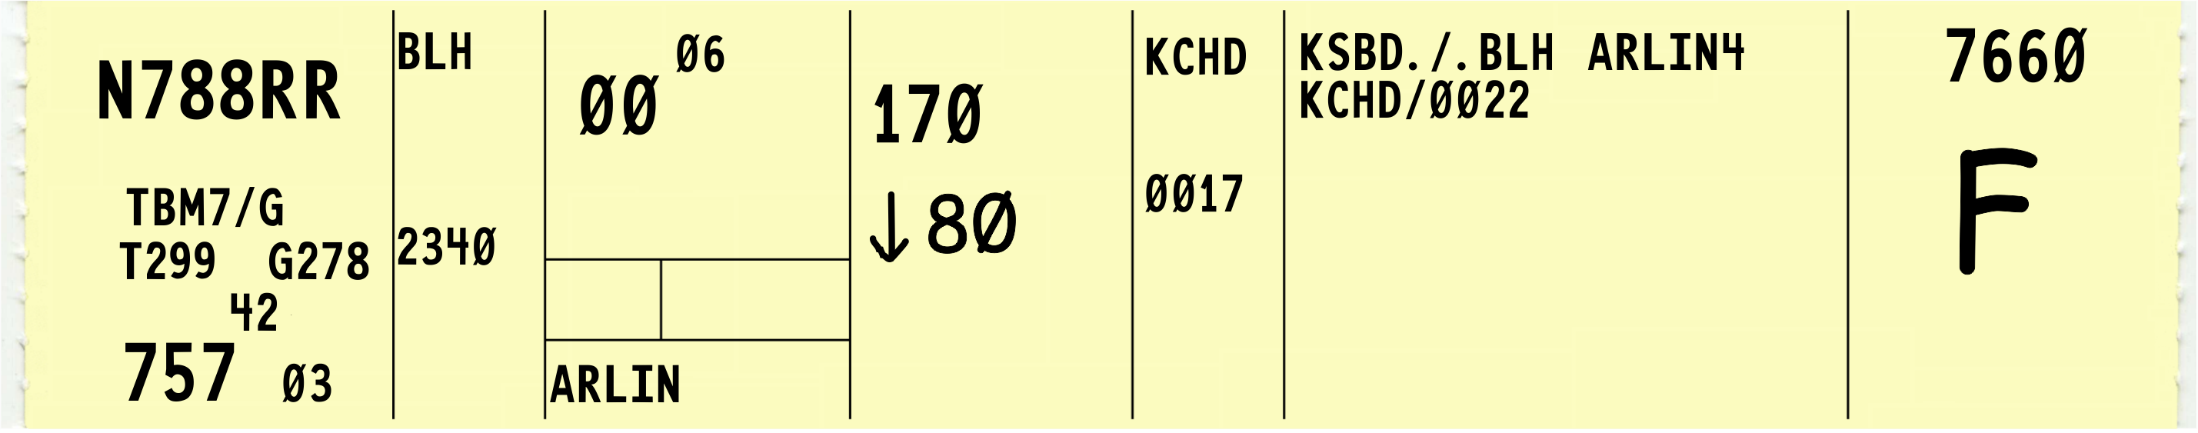 N788RR
TBM7/G
T299 G278
42
757 Ø3
BLH
234Ø
ØØ Ø6
ARLIN
17Ø
↓8Ø
KCHD
ØØ17
KSBD./.BLH ARLIN4
KCHD/ØØ22
766Ø
F